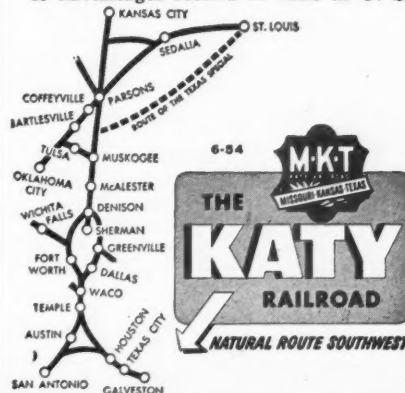 KANSAS CITY
ST. LOUIS
SEDALIA
COFFEYVILLE
PARSONS
BARTLESVILLE
ROUTE OF THE TEXAS SPECIAL
TULSA
MUSKOGEE
OKLAHOMA
CITY
McALESTER
WICHITA
FALLS
DENISON
SHERMAN
GREENVILLE
FORT
WORTH
DALLAS
WACO
TEMPLE
AUSTIN
HOUSTON
TEXAS CITY
SAN ANTONIO
GALVESTON
6-54
M-K-T
MISSOURI-KANSAS-TEXAS
THE
KATY
RAILROAD
NATURAL ROUTE SOUTHWEST